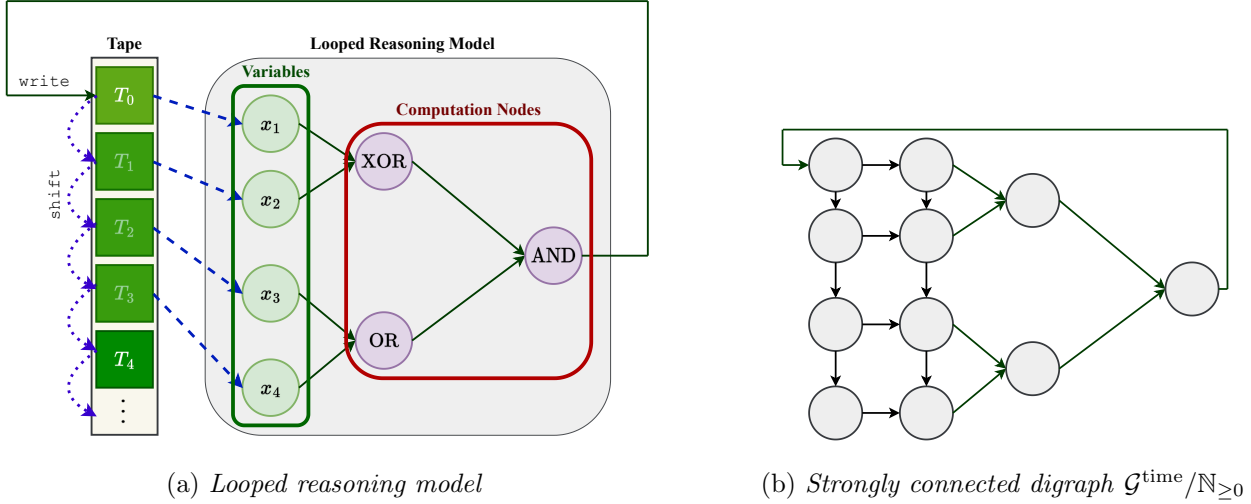 Tape
Looped Reasoning Model
write
shift
T₀
T₁
T₂
T₃
T₄
⋮
Variables
x₁
x₂
x₃
x₄
Computation Nodes
XOR
OR
AND
(a) Looped reasoning model
(b) Strongly connected digraph 𝒢^time/ℕ≥0